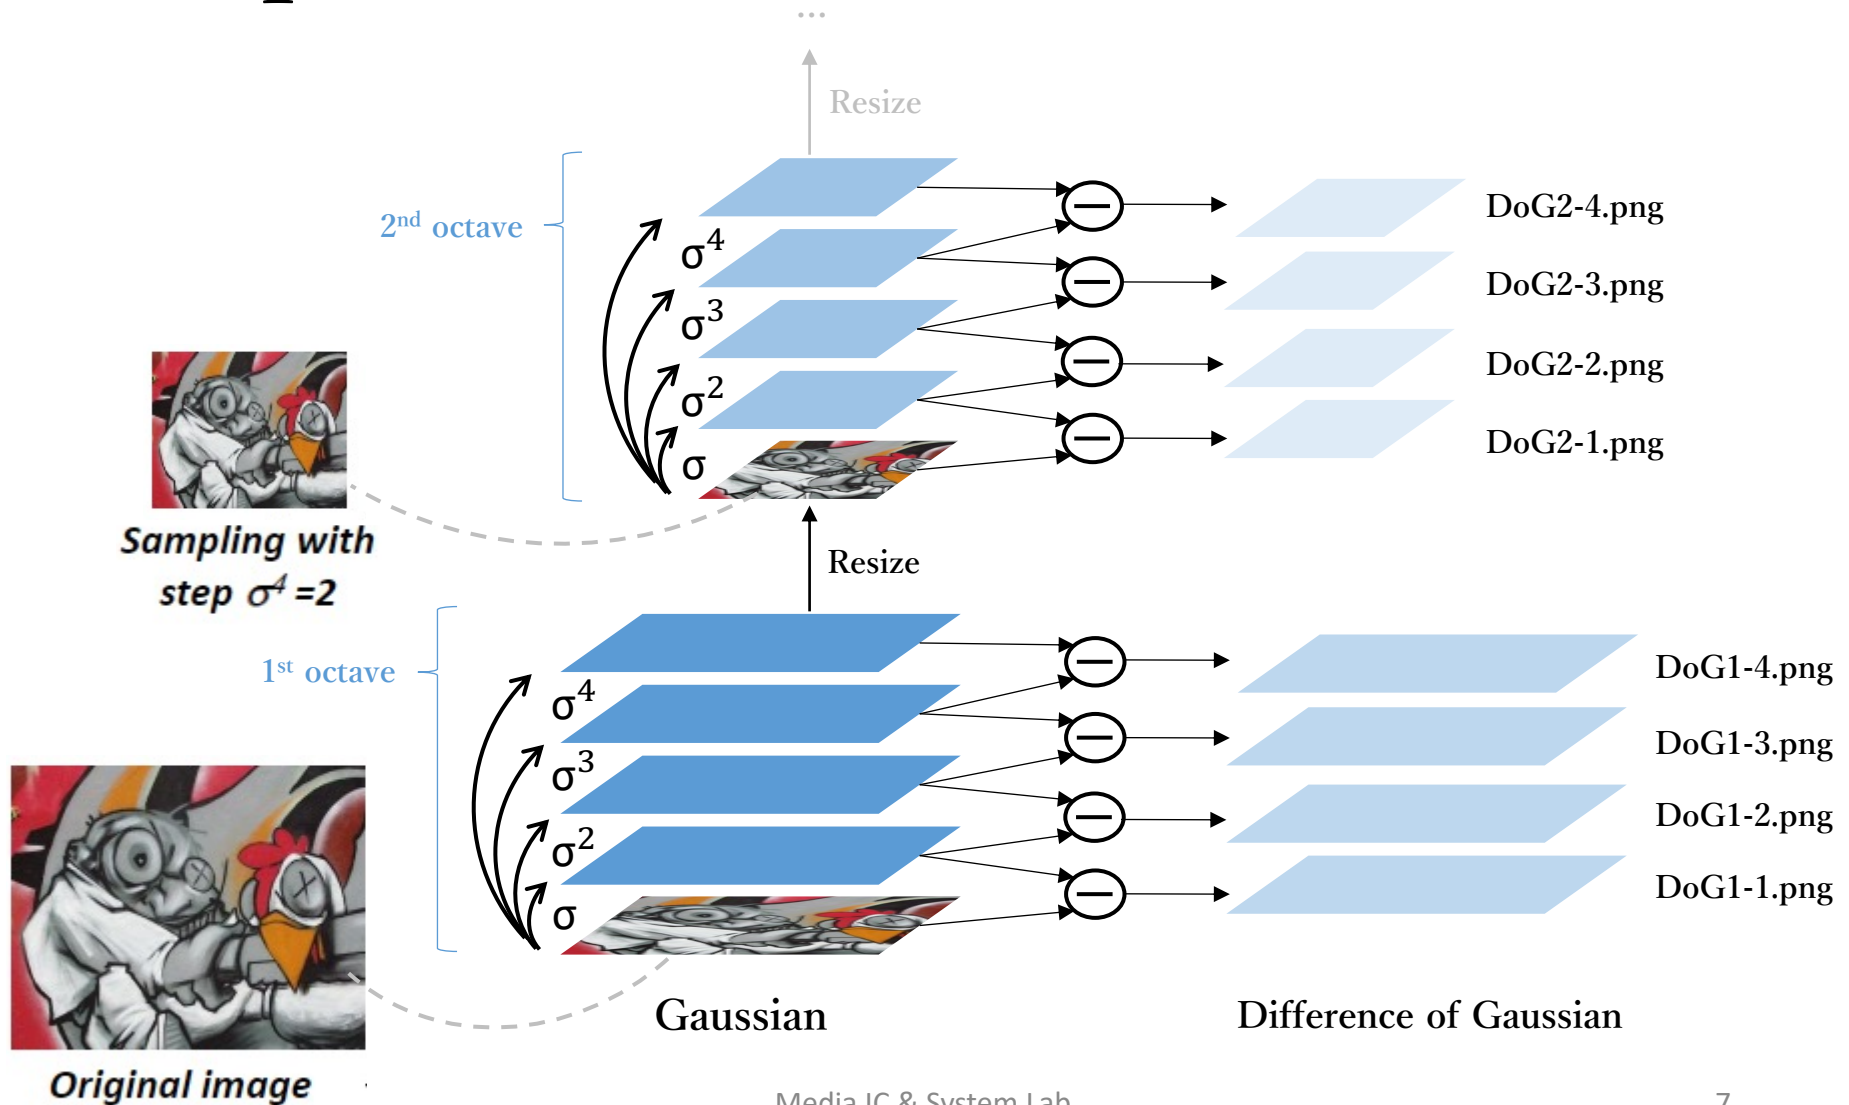 ...
Resize
2nd octave
σ4
σ3
σ2
σ
DoG2-4.png
DoG2-3.png
DoG2-2.png
DoG2-1.png
Sampling with
step σ4 =2
Resize
1st octave
σ4
σ3
σ2
σ
DoG1-4.png
DoG1-3.png
DoG1-2.png
DoG1-1.png
Original image
Gaussian
Difference of Gaussian
Media IC & System Lab
7